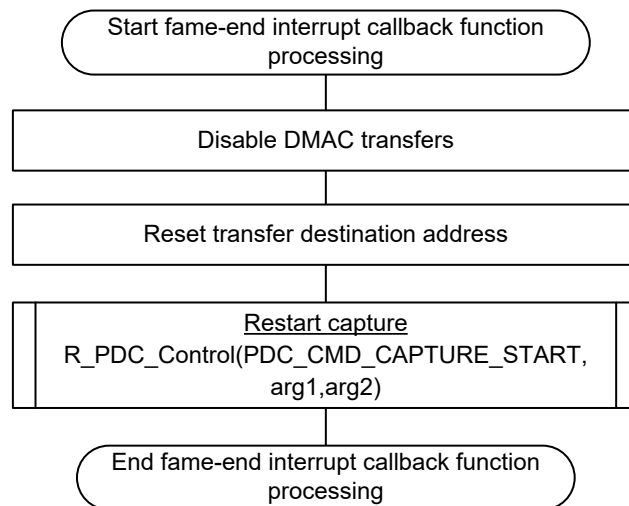 Start fame-end interrupt callback function
processing
Disable DMAC transfers
Reset transfer destination address
Restart capture
R_PDC_Control(PDC_CMD_CAPTURE_START,
arg1,arg2)
End fame-end interrupt callback function
processing